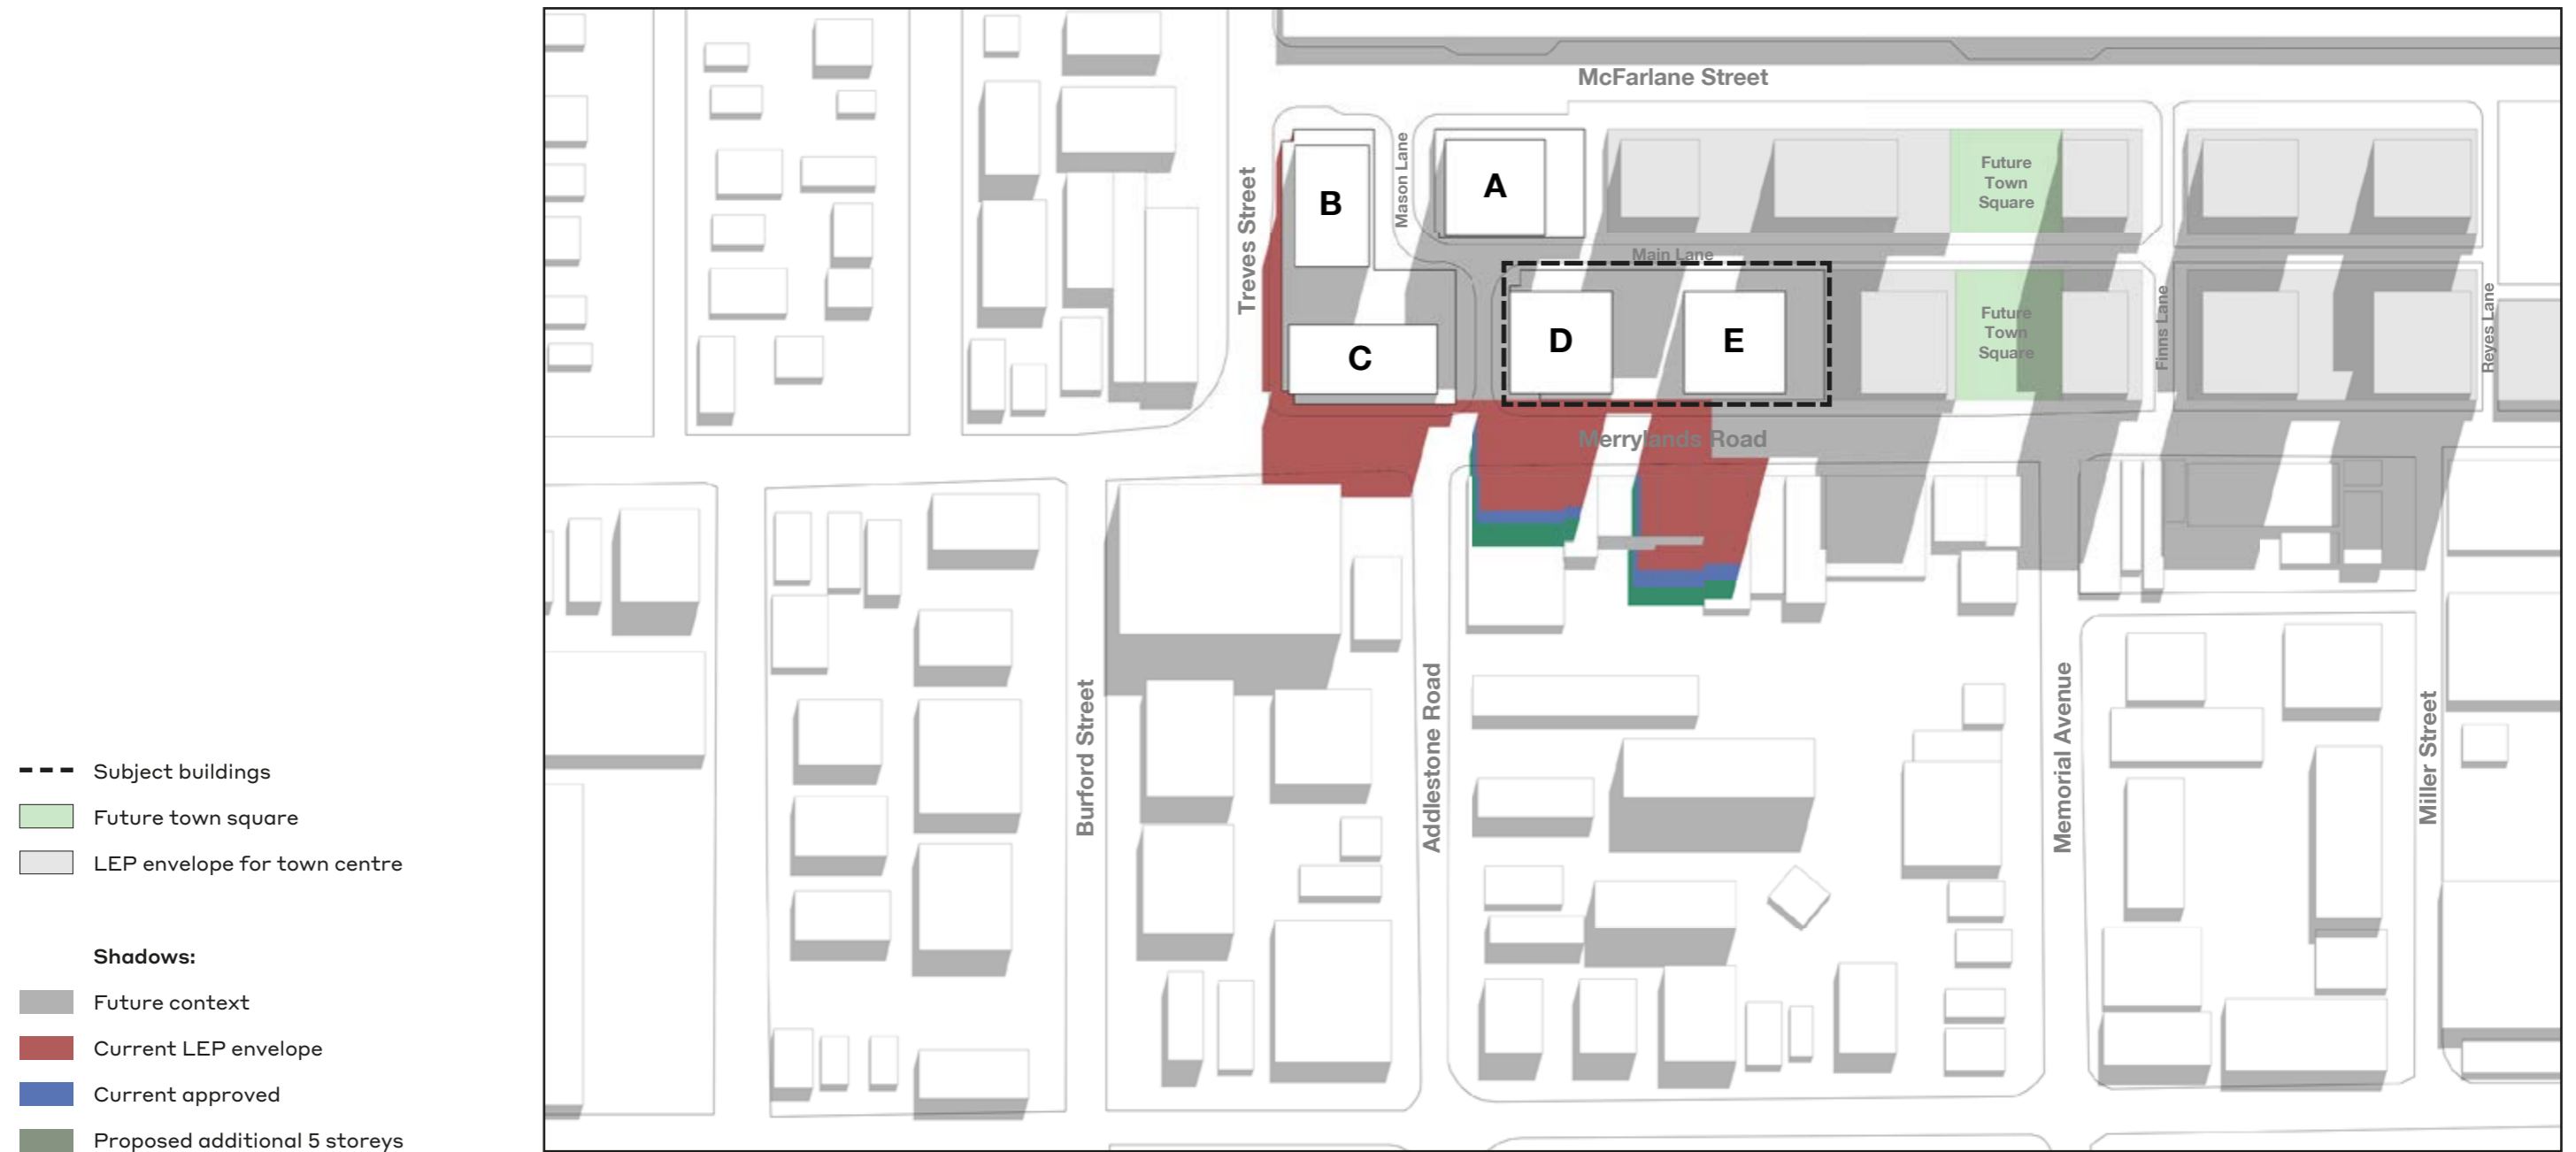 McFarlane Street
Treves Street
Mason Lane
B
A
Future
Town
Square
Main Lane
C
D
E
Future
Town
Square
Finns Lane
Reyes Lane
Merrylands Road
Burford Street
Addlestone Road
Memorial Avenue
Miller Street
Subject buildings
Future town square
LEP envelope for town centre
Shadows:
Future context
Current LEP envelope
Current approved
Proposed additional 5 storeys